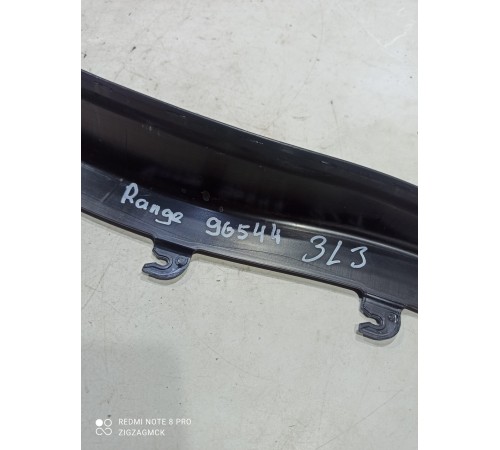 Range 96544 3L3
REDMI NOTE 8 PRO
ZIGZAGMCK